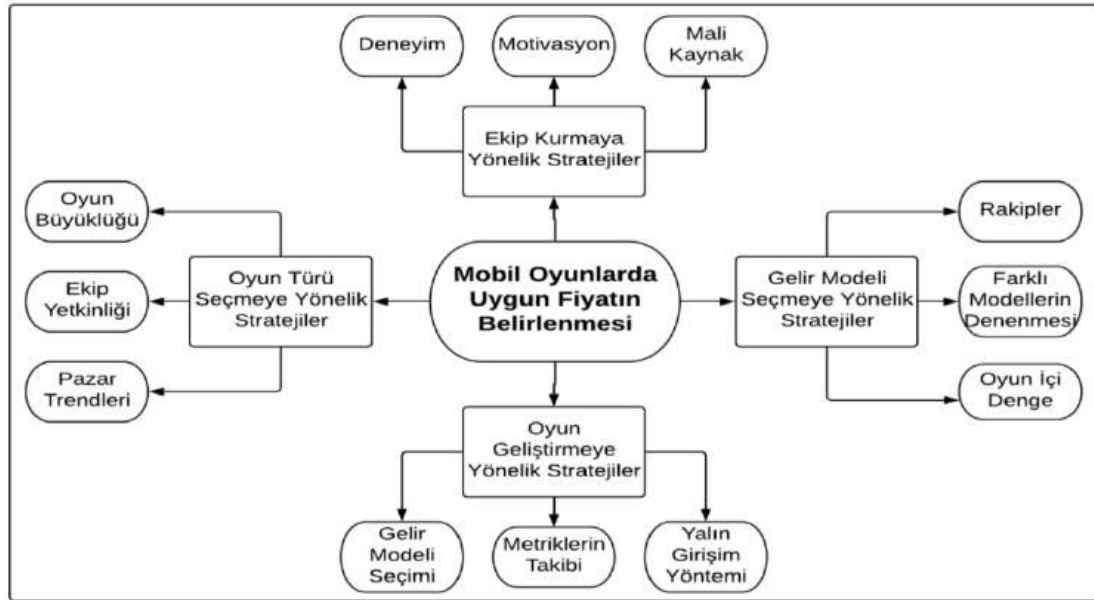 Deneyim
Motivasyon
Mali
Kaynak
Ekip Kurmaya
Yönelik Stratejiler
Oyun
Büyüklüğü
Ekip
Yetkinliği
Pazar
Trendleri
Oyun Türü
Seçmeye Yönelik
Stratejiler
Mobil Oyunlarda
Uygun Fiyatın
Belirlenmesi
Gelir Modeli
Seçmeye Yönelik
Stratejiler
Rakipler
Farklı
Modellerin
Denenmesi
Oyun İçi
Denge
Oyun
Geliştirmeye
Yönelik Stratejiler
Gelir
Modeli
Seçimi
Metriklerin
Takibi
Yalın
Girişim
Yöntemi